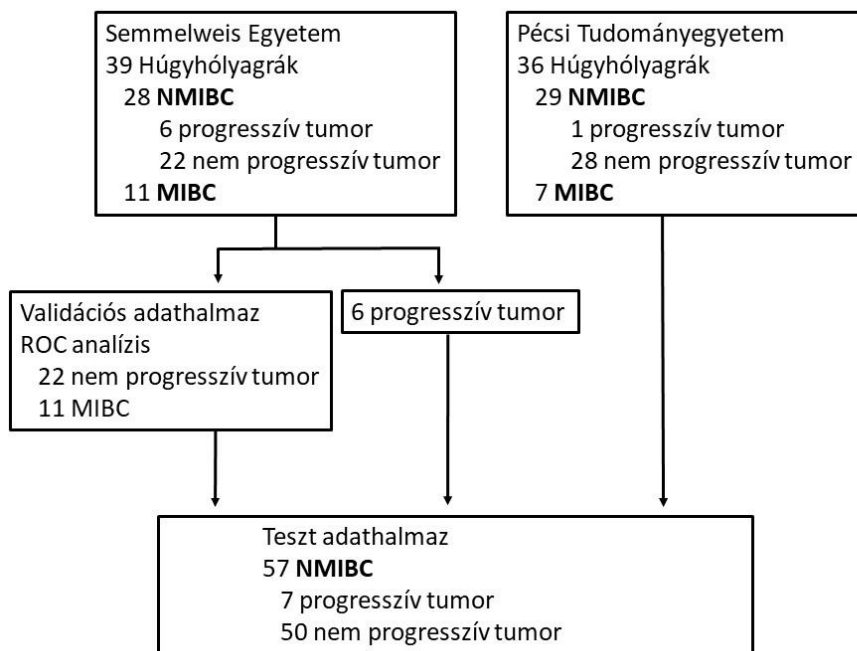 Semmelweis Egyetem
39 Húgyhólyagrák
28 NMIBC
6 progresszív tumor
22 nem progresszív tumor
11 MIBC
Pécsi Tudományegyetem
36 Húgyhólyagrák
29 NMIBC
1 progresszív tumor
28 nem progresszív tumor
7 MIBC
Validációs adathalmaz
ROC analízis
22 nem progresszív tumor
11 MIBC
6 progresszív tumor
Teszt adathalmaz
57 NMIBC
7 progresszív tumor
50 nem progresszív tumor